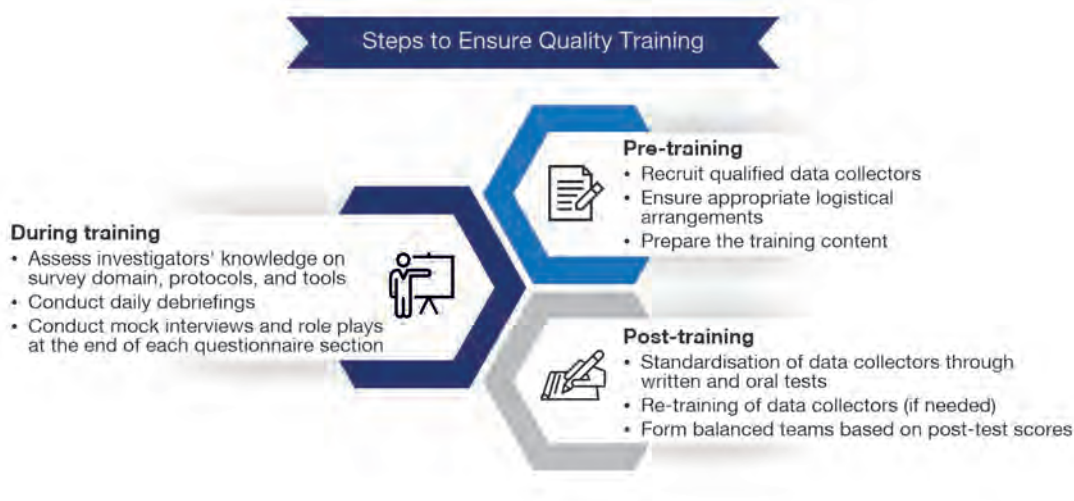 Steps to Ensure Quality Training
Pre-training
• Recruit qualified data collectors
• Ensure appropriate logistical
arrangements
• Prepare the training content
During training
• Assess investigators' knowledge on
survey domain, protocols, and tools
• Conduct daily debriefings
• Conduct mock interviews and role plays
at the end of each questionnaire section
Post-training
• Standardisation of data collectors through
written and oral tests
• Re-training of data collectors (if needed)
• Form balanced teams based on post-test scores